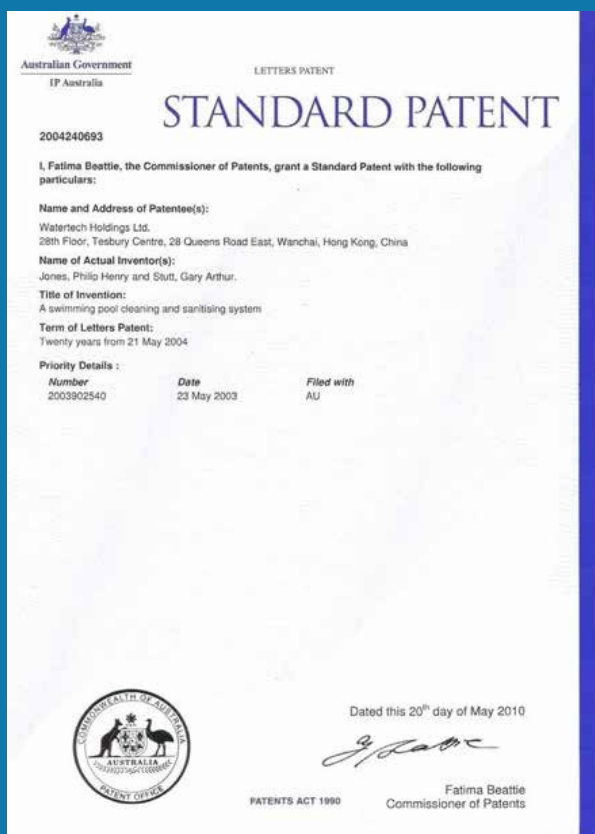 Australian Government
IP Australia
LETTERS PATENT
STANDARD PATENT
2004240693
I, Fatima Beattie, the Commissioner of Patents, grant a Standard Patent with the following
particulars:
Name and Address of Patentee(s):
Watertech Holdings Ltd.
28th Floor, Tesbury Centre, 28 Queens Road East, Wanchai, Hong Kong, China
Name of Actual Inventor(s):
Jones, Philip Henry and Stutt, Gary Arthur.
Title of Invention:
A swimming pool cleaning and sanitising system
Term of Letters Patent:
Twenty years from 21 May 2004
Priority Details :
Number Date Filed with
2003902540 23 May 2003 AU
COMMONWEALTH OF AUSTRALIA
AUSTRALIA
PATENT OFFICE
Dated this 20th day of May 2010
Fatima Beattie
PATENTS ACT 1990
Commissioner of Patents